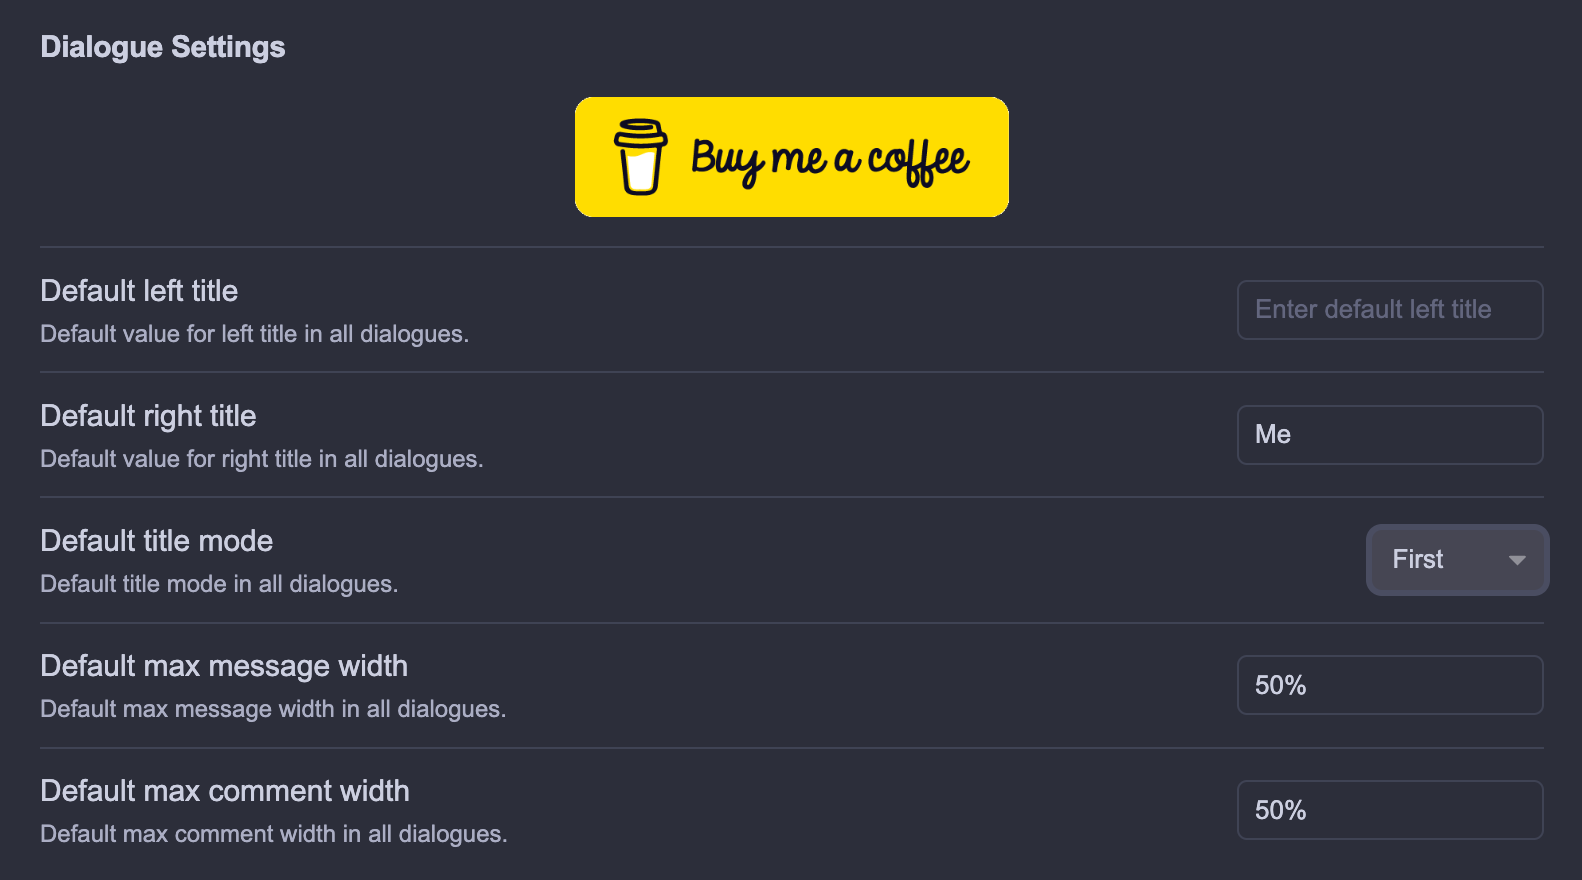 Dialogue Settings
Buy me a coffee
Default left title
Default value for left title in all dialogues.
Enter default left title
Default right title
Default value for right title in all dialogues.
Me
Default title mode
Default title mode in all dialogues.
First
Default max message width
Default max message width in all dialogues.
50%
Default max comment width
Default max comment width in all dialogues.
50%